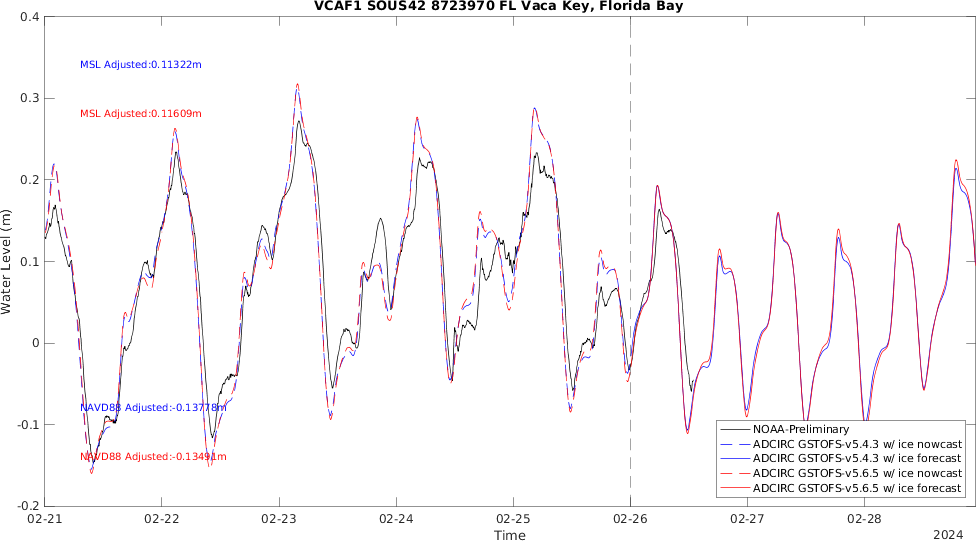 VCAF1 SOUS42 8723970 FL Vaca Key, Florida Bay
Water Level (m)
0.4
0.3
0.2
0.1
0
-0.1
-0.2
MSL Adjusted:0.11322m
MSL Adjusted:0.11609m
NAVD88 Adjusted:-0.13778m
NAVD88 Adjusted:-0.13491m
NOAA-Preliminary
ADCIRC GSTOFS-v5.4.3 w/ ice nowcast
ADCIRC GSTOFS-v5.4.3 w/ ice forecast
ADCIRC GSTOFS-v5.6.5 w/ ice nowcast
ADCIRC GSTOFS-v5.6.5 w/ ice forecast
02-21 02-22 02-23 02-24 02-25 02-26 02-27 02-28
Time
2024